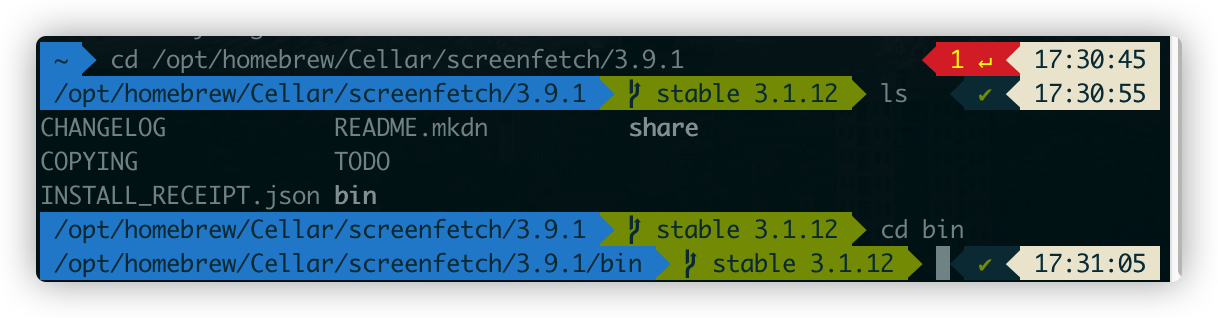 ~ cd /opt/homebrew/Cellar/screenfetch/3.9.1 1 ↵ 17:30:45
/opt/homebrew/Cellar/screenfetch/3.9.1 stable 3.1.12 ls ✔ 17:30:55
CHANGELOG README.mkdn share
COPYING TODO
INSTALL_RECEIPT.json bin
/opt/homebrew/Cellar/screenfetch/3.9.1 stable 3.1.12 cd bin
/opt/homebrew/Cellar/screenfetch/3.9.1/bin stable 3.1.12 ✔ 17:31:05